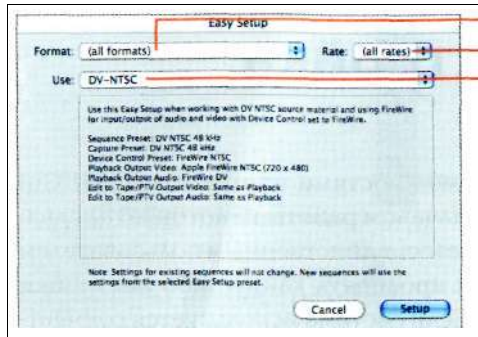 Easy Setup
Format: (all formats) Rate: (all rates)
Use: DV-NTSC
Use this Easy Setup when working with DV NTSC source material and using FireWire
for input/output of audio and video with Device Control set to FireWire.
Sequence Preset: DV NTSC 48 kHz
Capture Preset: DV NTSC 48 kHz
Device Control Preset: FireWire NTSC
Playback Output Video: Apple FireWire NTSC (720 x 480)
Playback Output Audio: FireWire DV
Edit to Tape/PTV Output Video: Same as Playback
Edit to Tape/PTV Output Audio: Same as Playback
Note: Settings for existing sequences will not change. New sequences will use the
settings from the selected Easy Setup preset.
Cancel Setup